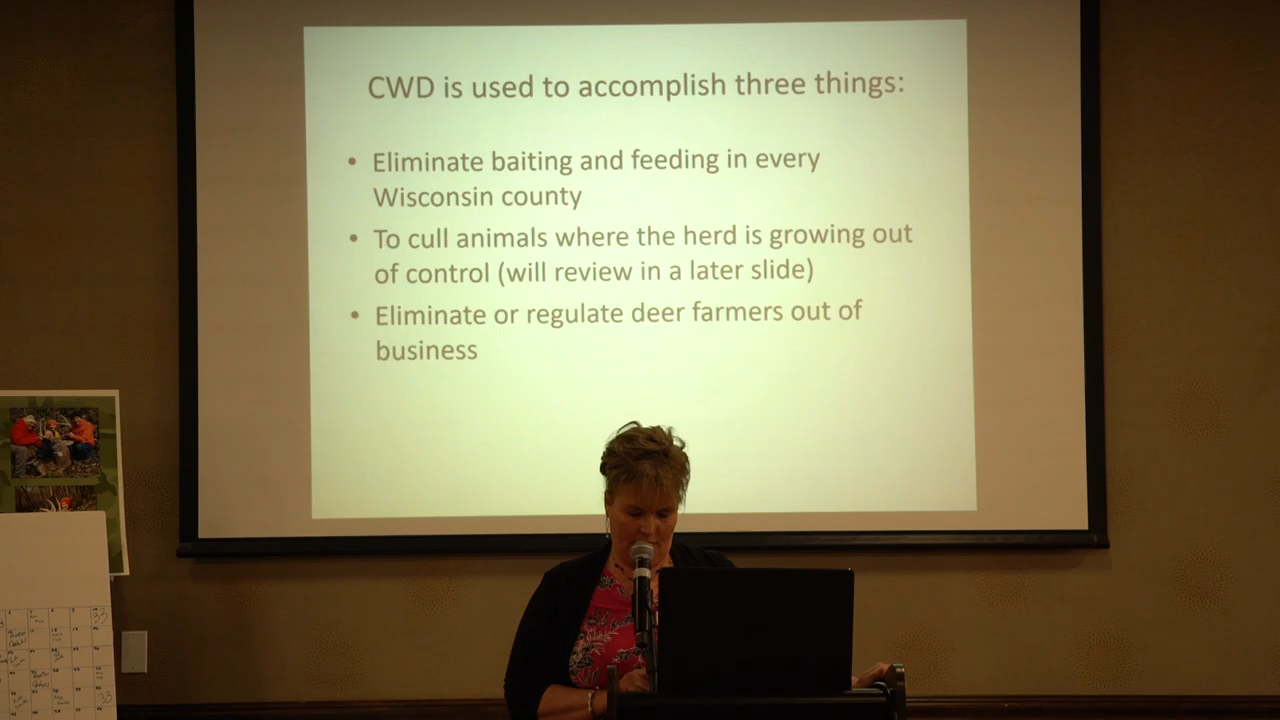 CWD is used to accomplish three things:
• Eliminate baiting and feeding in every
Wisconsin county
• To cull animals where the herd is growing out
of control (will review in a later slide)
• Eliminate or regulate deer farmers out of
business
33
33